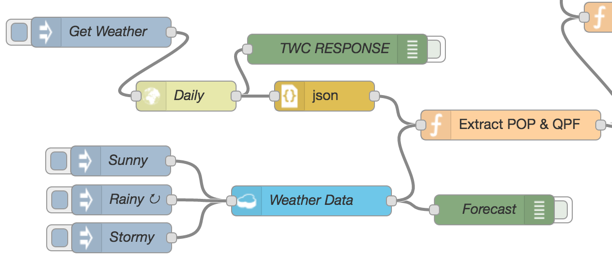 Get Weather
TWC RESPONSE
Daily
json
Extract POP & QPF
Sunny
Rainy ↻
Weather Data
Forecast
Stormy